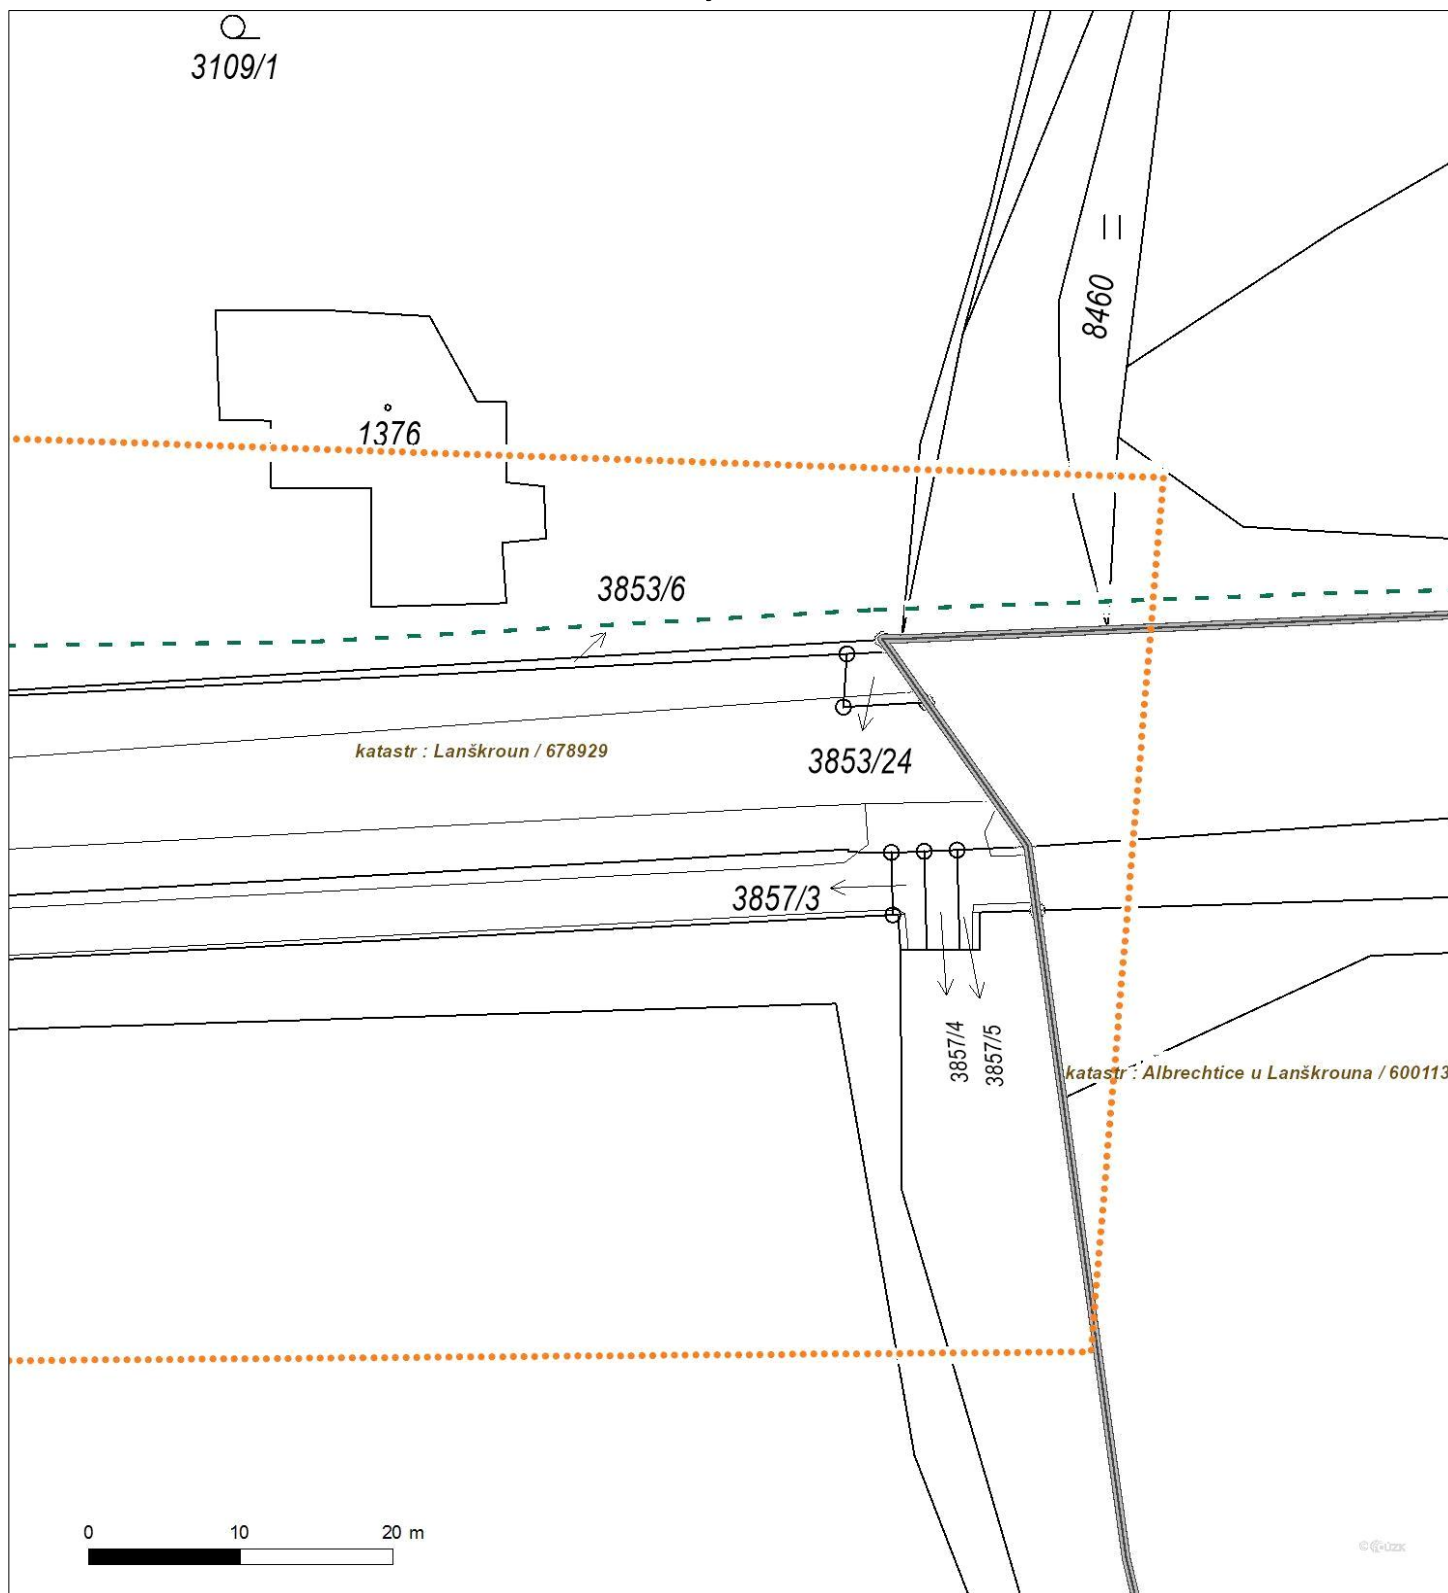 3109/1
8460
1376
3853/6
katastr : Lanškroun / 678929
3853/24
3857/3
3857/4
3857/5
katastr : Albrechtice u Lanškrouna / 600113
0 10 20 m